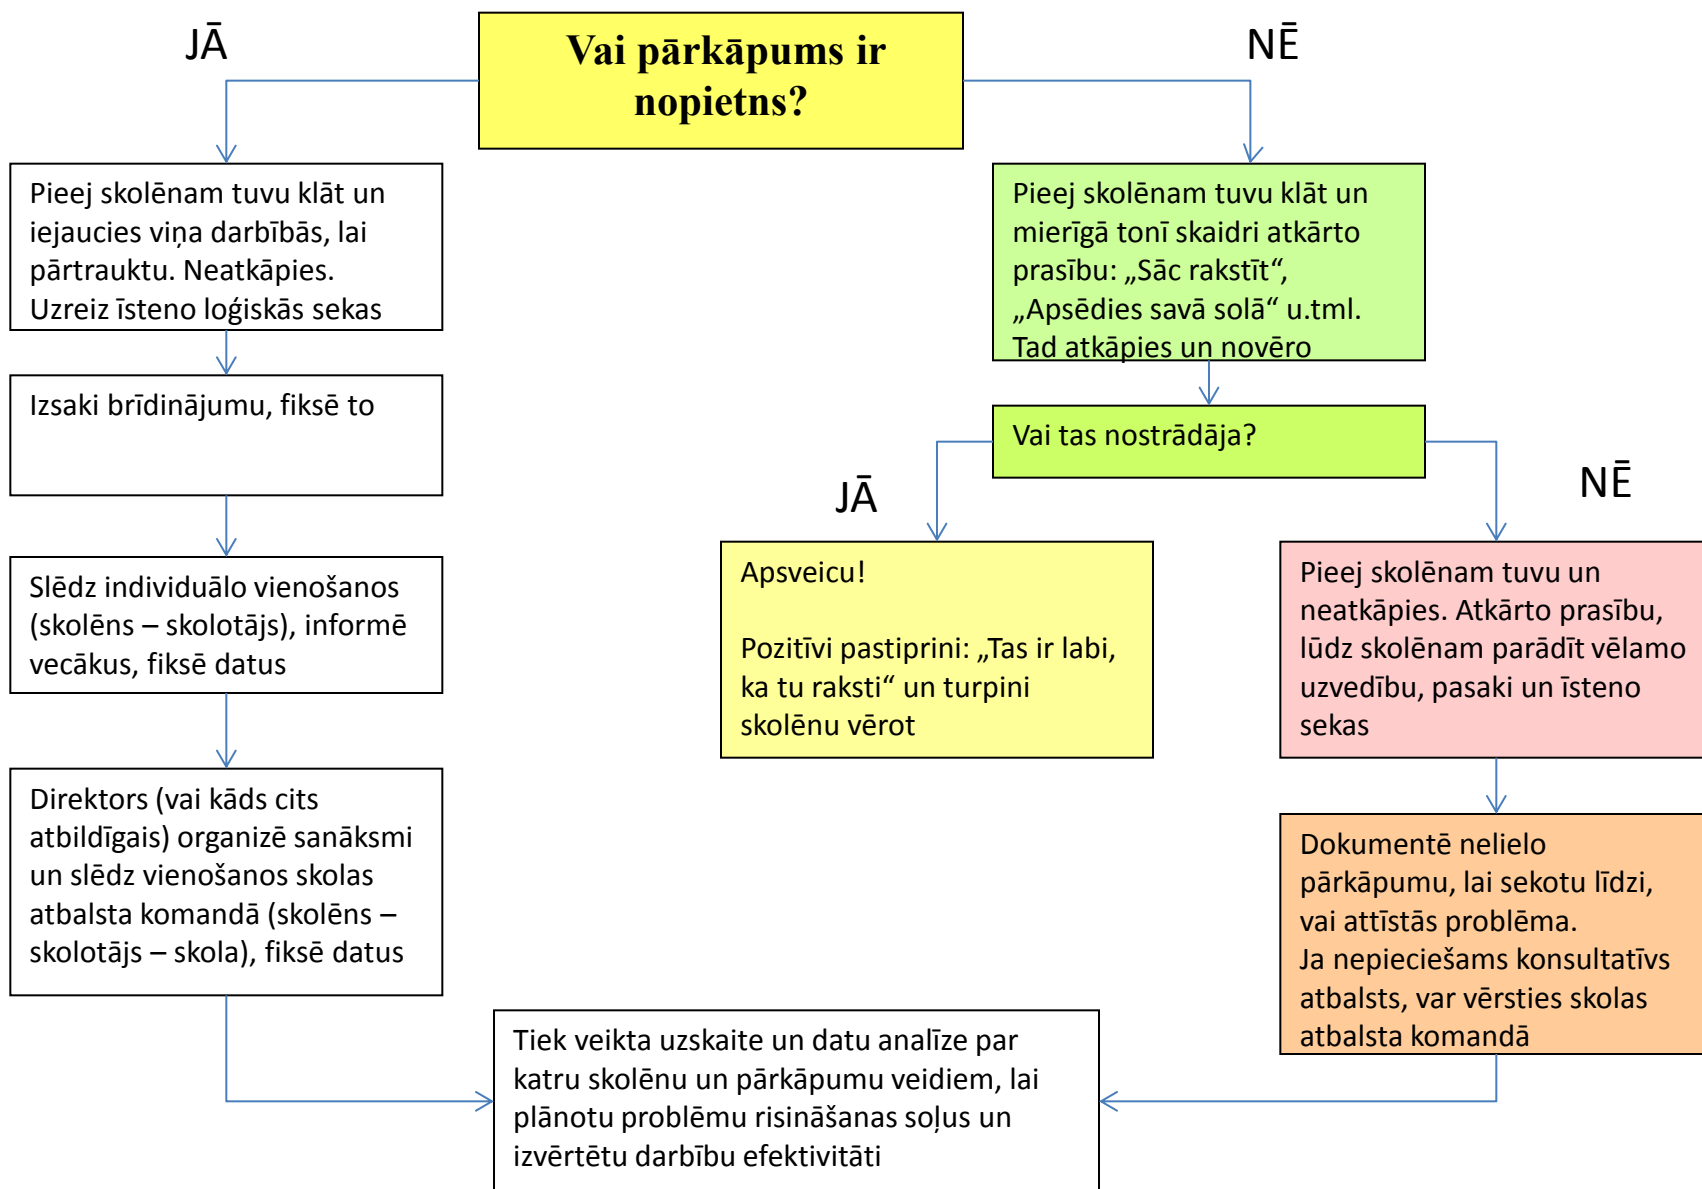 JĀ
Vai pārkāpums ir
nopietns?
NĒ
Pieej skolēnam tuvu klāt un
iejaucies viņa darbībās, lai
pārtrauktu. Neatkāpies.
Uzreiz īsteno loģiskās sekas
Izsaki brīdinājumu, fiksē to
Slēdz individuālo vienošanos
(skolēns – skolotājs), informē
vecākus, fiksē datus
Direktors (vai kāds cits
atbildīgais) organizē sanāksmi
un slēdz vienošanos skolas
atbalsta komandā (skolēns –
skolotājs – skola), fiksē datus
Pieej skolēnam tuvu klāt un
mierīgā tonī skaidri atkārto
prasību: „Sāc rakstīt“,
„Apsēdies savā solā“ u.tml.
Tad atkāpies un novēro
Vai tas nostrādāja?
JĀ
NĒ
Apsveicu!
Pozitīvi pastiprini: „Tas ir labi,
ka tu raksti“ un turpini
skolēnu vērot
Pieej skolēnam tuvu un
neatkāpies. Atkārto prasību,
lūdz skolēnam parādīt vēlamo
uzvedību, pasaki un īsteno
sekas
Dokumentē nelielo
pārkāpumu, lai sekotu līdzi,
vai attīstās problēma.
Ja nepieciešams konsultatīvs
atbalsts, var vērsties skolas
atbalsta komandā
Tiek veikta uzskaite un datu analīze par
katru skolēnu un pārkāpumu veidiem, lai
plānotu problēmu risināšanas soļus un
izvērtētu darbību efektivitāti